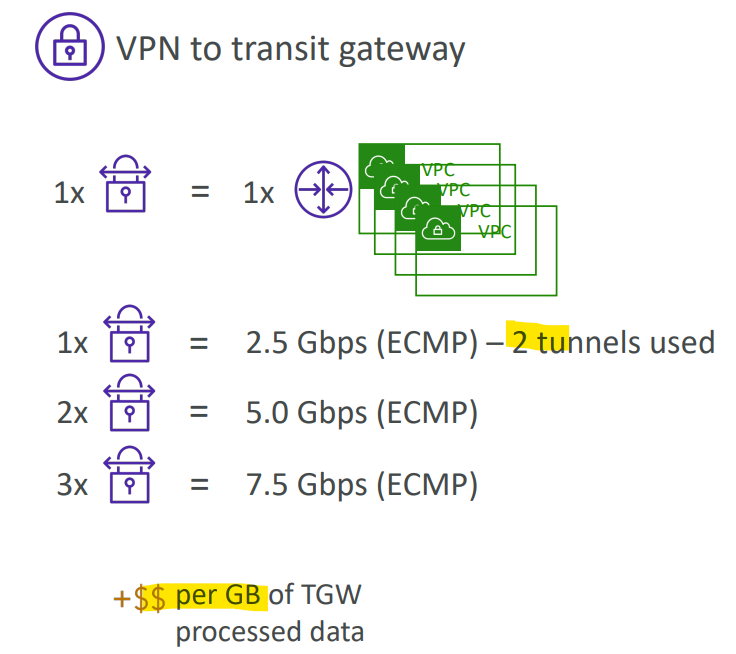 VPN to transit gateway
1x = 1x
VPC
VPC
VPC
VPC
1x = 2.5 Gbps (ECMP) – 2 tunnels used
2x = 5.0 Gbps (ECMP)
3x = 7.5 Gbps (ECMP)
+$$ per GB of TGW
processed data